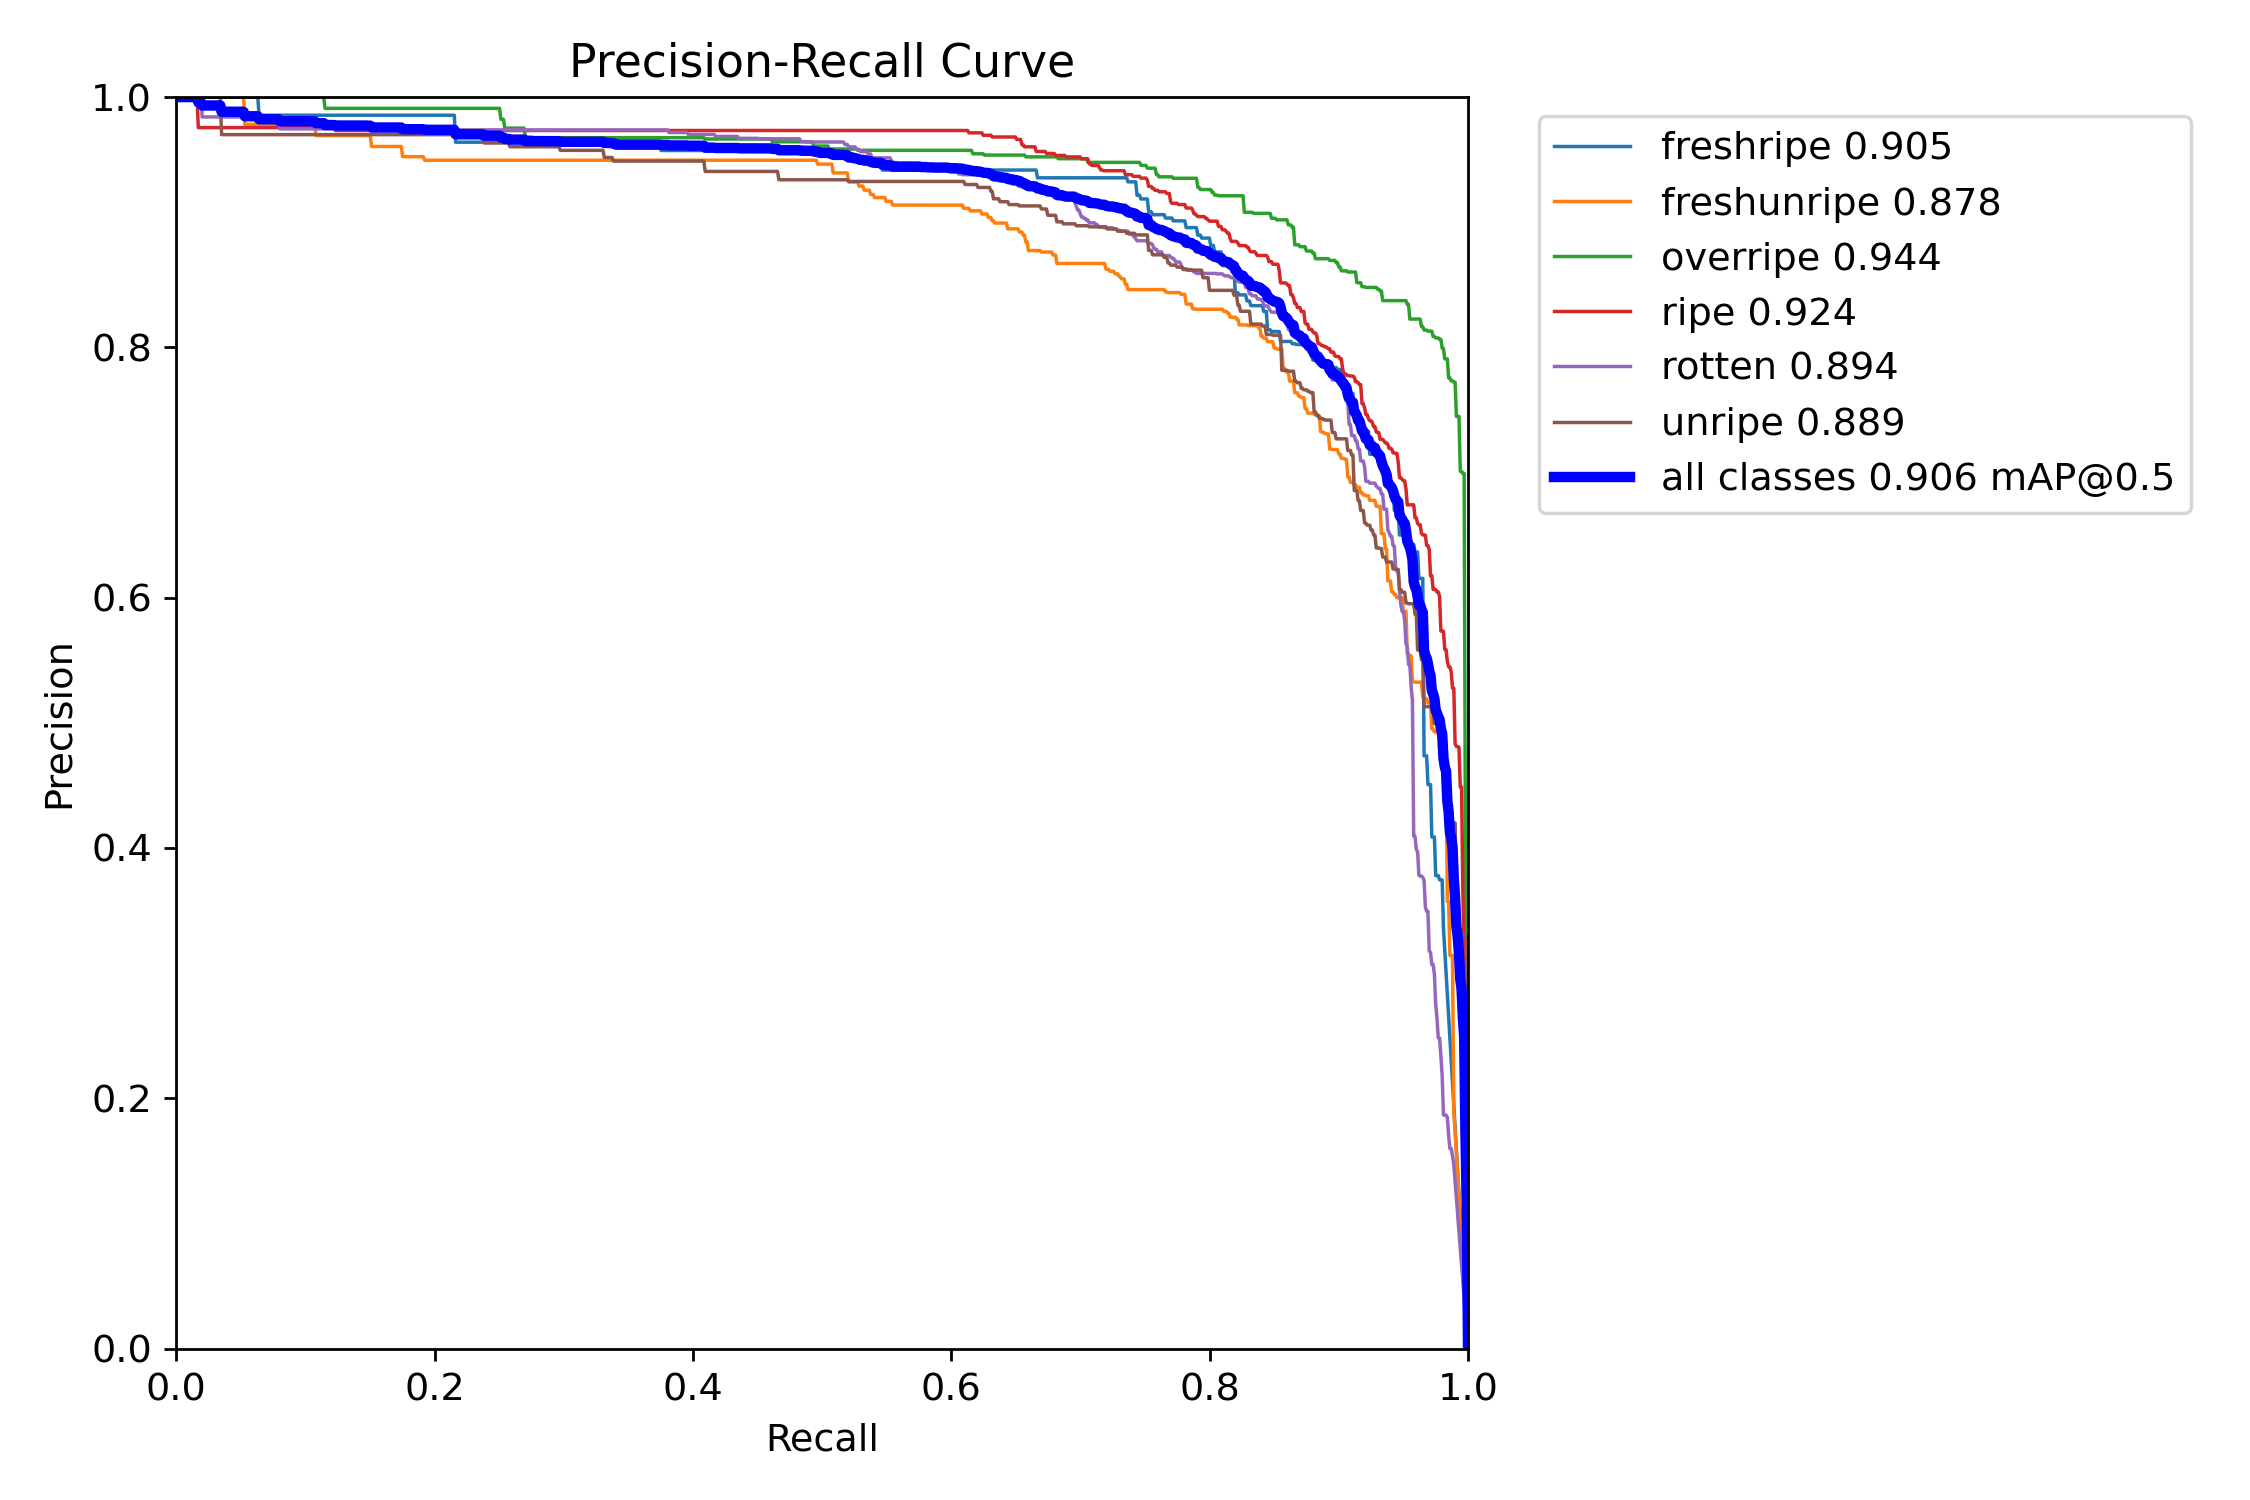 Precision-Recall Curve
1.0
0.8
0.6
0.4
0.2
0.0
Precision
0.0 0.2 0.4 0.6 0.8 1.0
Recall
freshripe 0.905
freshunripe 0.878
overripe 0.944
ripe 0.924
rotten 0.894
unripe 0.889
all classes 0.906 mAP@0.5